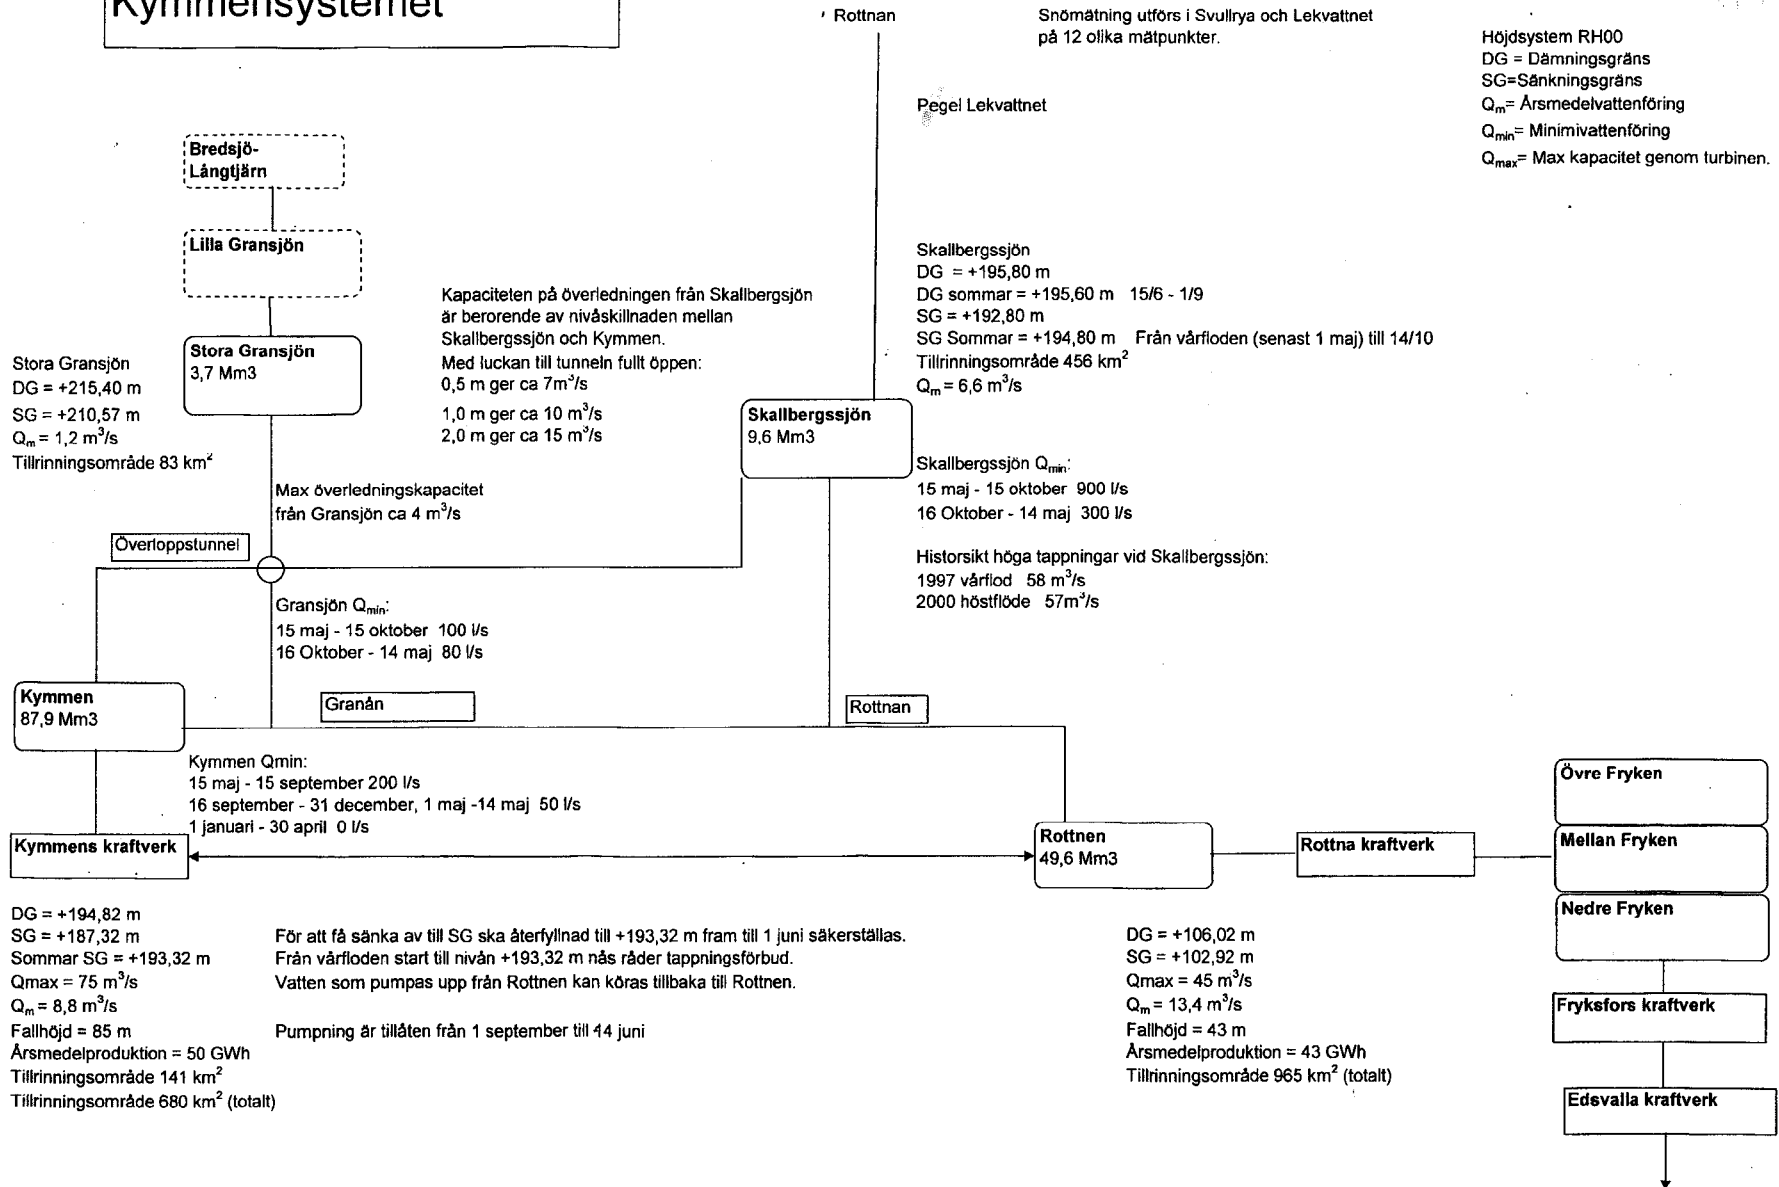 Kymmensystemet
Rottnan
Snömätning utförs i Svullrya och Lekvattnet
på 12 olika mätpunkter.
Höjdsystem RH00
DG = Dämningsgräns
SG=Sänkningsgräns
Qm= Årsmedelvattenföring
Qmin= Minimivattenföring
Qmax= Max kapacitet genom turbinen.
Pegel Lekvattnet
Bredsjö-
Långtjärn
Lilla Gransjön
Stora Gransjön
3,7 Mm3
Stora Gransjön
DG = +215,40 m
SG = +210,57 m
Qm = 1,2 m³/s
Tillrinningsområde 83 km²
Kapaciteten på överledningen från Skallbergsjön
är berorende av nivåskillnaden mellan
Skallbergssjön och Kymmen.
Med luckan till tunneln fullt öppen:
0,5 m ger ca 7m³/s
1,0 m ger ca 10 m³/s
2,0 m ger ca 15 m³/s
Skallbergssjön
DG = +195,80 m
DG sommar = +195,60 m 15/6 - 1/9
SG = +192,80 m
SG Sommar = +194,80 m Från vårfloden (senast 1 maj) till 14/10
Tillrinningsområde 456 km²
Qm = 6,6 m³/s
Skallbergssjön
9,6 Mm3
Skallbergssjön Qmin:
15 maj - 15 oktober 900 l/s
16 Oktober - 14 maj 300 l/s
Historsikt höga tappningar vid Skallbergssjön:
1997 vårflod 58 m³/s
2000 höstflöde 57m³/s
Max överledningskapacitet
från Gransjön ca 4 m³/s
Överloppstunnel
Gransjön Qmin:
15 maj - 15 oktober 100 l/s
16 Oktober - 14 maj 80 l/s
Kymmen
87,9 Mm3
Granån
Rottnan
Kymmen Qmin:
15 maj - 15 september 200 l/s
16 september - 31 december, 1 maj -14 maj 50 l/s
1 januari - 30 april 0 l/s
Kymmens kraftverk
Rottnen
49,6 Mm3
Rottna kraftverk
Övre Fryken
Mellan Fryken
Nedre Fryken
Fryksfors kraftverk
Edsvalla kraftverk
DG = +194,82 m
SG = +187,32 m
Sommar SG = +193,32 m
Qmax = 75 m³/s
Qm = 8,8 m³/s
Fallhöjd = 85 m
Årsmedelproduktion = 50 GWh
Tillrinningsområde 141 km²
Tillrinningsområde 680 km² (totalt)
För att få sänka av till SG ska återfyllnad till +193,32 m fram till 1 juni säkerställas.
Från vårfloden start till nivån +193,32 m nås råder tappningsförbud.
Vatten som pumpas upp från Rottnen kan köras tillbaka till Rottnen.
Pumpning är tillåten från 1 september till 14 juni
DG = +106,02 m
SG = +102,92 m
Qmax = 45 m³/s
Qm = 13,4 m³/s
Fallhöjd = 43 m
Årsmedelproduktion = 43 GWh
Tillrinningsområde 965 km² (totalt)